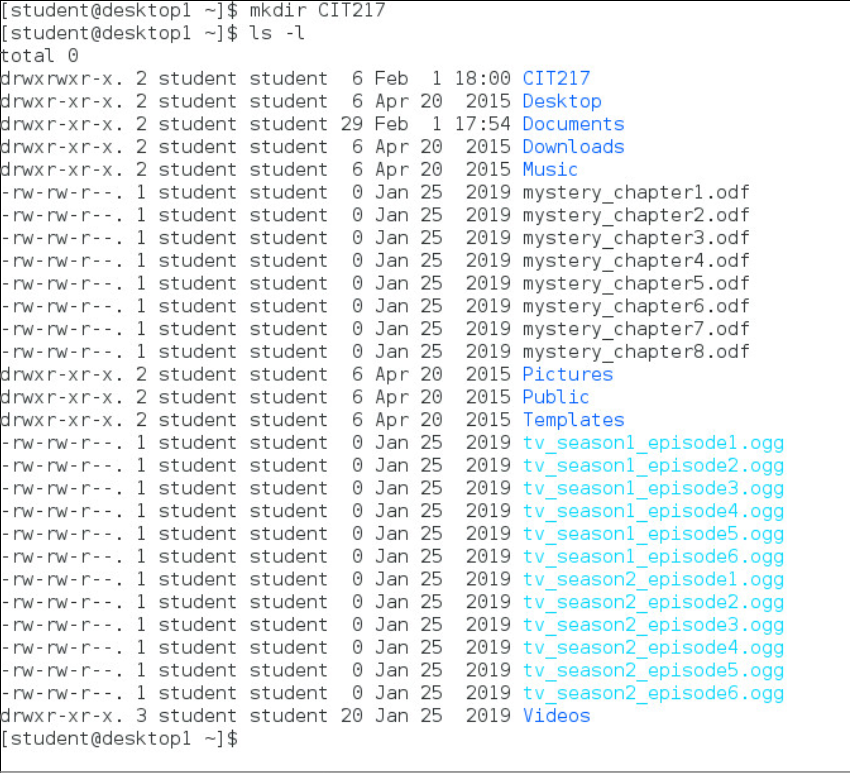 [student@desktop1 ~]$ mkdir CIT217
[student@desktop1 ~]$ ls -l
total 0
drwxrwxr-x. 2 student student  6 Feb  1 18:00 CIT217
drwxr-xr-x. 2 student student  6 Apr 20  2015 Desktop
drwxr-xr-x. 2 student student 29 Feb  1 17:54 Documents
drwxr-xr-x. 2 student student  6 Apr 20  2015 Downloads
drwxr-xr-x. 2 student student  6 Apr 20  2015 Music
-rw-rw-r--. 1 student student  0 Jan 25  2019 mystery_chapter1.odf
-rw-rw-r--. 1 student student  0 Jan 25  2019 mystery_chapter2.odf
-rw-rw-r--. 1 student student  0 Jan 25  2019 mystery_chapter3.odf
-rw-rw-r--. 1 student student  0 Jan 25  2019 mystery_chapter4.odf
-rw-rw-r--. 1 student student  0 Jan 25  2019 mystery_chapter5.odf
-rw-rw-r--. 1 student student  0 Jan 25  2019 mystery_chapter6.odf
-rw-rw-r--. 1 student student  0 Jan 25  2019 mystery_chapter7.odf
-rw-rw-r--. 1 student student  0 Jan 25  2019 mystery_chapter8.odf
drwxr-xr-x. 2 student student  6 Apr 20  2015 Pictures
drwxr-xr-x. 2 student student  6 Apr 20  2015 Public
drwxr-xr-x. 2 student student  6 Apr 20  2015 Templates
-rw-rw-r--. 1 student student  0 Jan 25  2019 tv_season1_episode1.ogg
-rw-rw-r--. 1 student student  0 Jan 25  2019 tv_season1_episode2.ogg
-rw-rw-r--. 1 student student  0 Jan 25  2019 tv_season1_episode3.ogg
-rw-rw-r--. 1 student student  0 Jan 25  2019 tv_season1_episode4.ogg
-rw-rw-r--. 1 student student  0 Jan 25  2019 tv_season1_episode5.ogg
-rw-rw-r--. 1 student student  0 Jan 25  2019 tv_season1_episode6.ogg
-rw-rw-r--. 1 student student  0 Jan 25  2019 tv_season2_episode1.ogg
-rw-rw-r--. 1 student student  0 Jan 25  2019 tv_season2_episode2.ogg
-rw-rw-r--. 1 student student  0 Jan 25  2019 tv_season2_episode3.ogg
-rw-rw-r--. 1 student student  0 Jan 25  2019 tv_season2_episode4.ogg
-rw-rw-r--. 1 student student  0 Jan 25  2019 tv_season2_episode5.ogg
-rw-rw-r--. 1 student student  0 Jan 25  2019 tv_season2_episode6.ogg
drwxr-xr-x. 3 student student 20 Jan 25  2019 Videos
[student@desktop1 ~]$